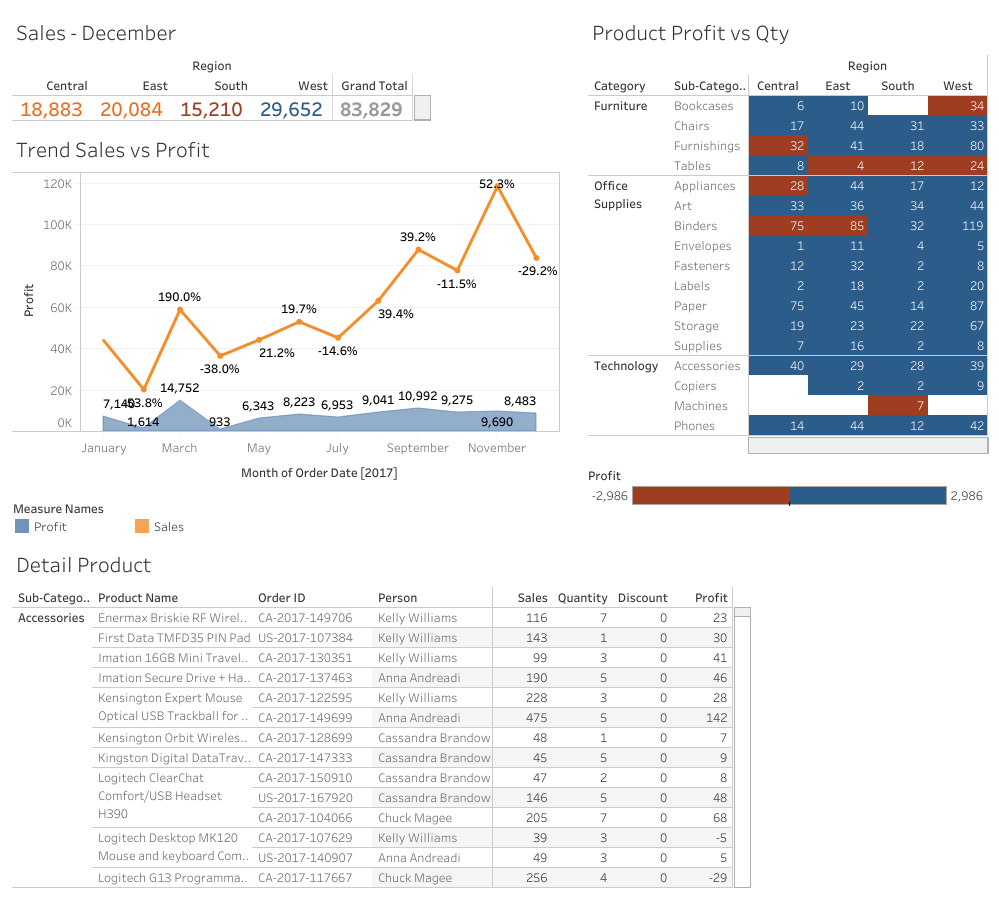 Sales - December
Region
Central East South West Grand Total
18,883 20,084 15,210 29,652 83,829
Trend Sales vs Profit
120K
100K
80K
60K
40K
20K
0K
Profit
52.3%
39.2%
-29.2%
-11.5%
190.0%
19.7%
39.4%
21.2%
-14.6%
-38.0%
14,752
7,140 -53.8%
1,614
933
6,343 8,223 6,953 9,041 10,992 9,275 8,483
9,690
January March May July September November
Month of Order Date [2017]
Measure Names
Profit Sales
Product Profit vs Qty
Region
Category Sub-Catego.. Central East South West
Furniture Bookcases 6 10 34
Chairs 17 44 31 33
Furnishings 32 41 18 80
Tables 8 4 12 24
Office Supplies Appliances 28 44 17 12
Art 33 36 34 44
Binders 75 85 32 119
Envelopes 1 11 4 5
Fasteners 12 32 2 8
Labels 2 18 2 20
Paper 75 45 14 87
Storage 19 23 22 67
Supplies 7 16 2 8
Technology Accessories 40 29 28 39
Copiers 2 2 9
Machines 7
Phones 14 44 12 42
Profit
-2,986 2,986
Detail Product
Sub-Catego.. Product Name Order ID Person Sales Quantity Discount Profit
Accessories Enermax Briskie RF Wirel.. CA-2017-149706 Kelly Williams 116 7 0 23
First Data TMFD35 PIN Pad US-2017-107384 Kelly Williams 143 1 0 30
Imation 16GB Mini Travel.. CA-2017-130351 Kelly Williams 99 3 0 41
Imation Secure Drive + Ha.. CA-2017-137463 Anna Andreadi 190 5 0 46
Kensington Expert Mouse CA-2017-122595 Kelly Williams 228 3 0 28
Optical USB Trackball for .. CA-2017-149699 Anna Andreadi 475 5 0 142
Kensington Orbit Wireles.. CA-2017-128699 Cassandra Brandow 48 1 0 7
Kingston Digital DataTrav.. CA-2017-147333 Cassandra Brandow 45 5 0 9
Logitech ClearChat CA-2017-150910 Cassandra Brandow 47 2 0 8
Comfort/USB Headset US-2017-167920 Cassandra Brandow 146 5 0 48
H390 CA-2017-104066 Chuck Magee 205 7 0 68
Logitech Desktop MK120 CA-2017-107629 Kelly Williams 39 3 0 -5
Mouse and keyboard Com.. US-2017-140907 Anna Andreadi 49 3 0 5
Logitech G13 Programma.. CA-2017-117667 Chuck Magee 256 4 0 -29